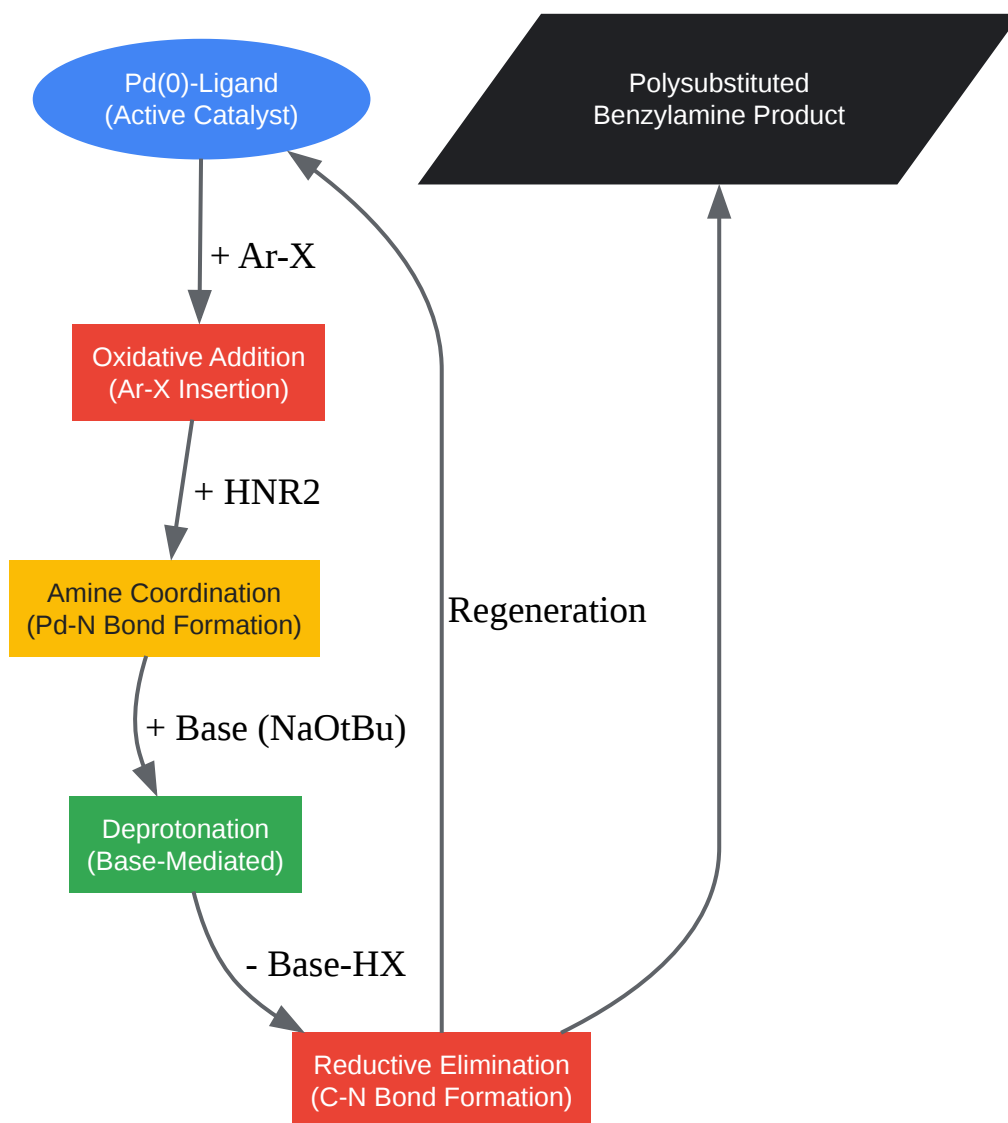 Pd(0)-Ligand
(Active Catalyst)
Polysubstituted
Benzylamine Product
+ Ar-X
Oxidative Addition
(Ar-X Insertion)
+ HNR2
Amine Coordination
(Pd-N Bond Formation)
Regeneration
+ Base (NaOtBu)
Deprotonation
(Base-Mediated)
- Base-HX
Reductive Elimination
(C-N Bond Formation)